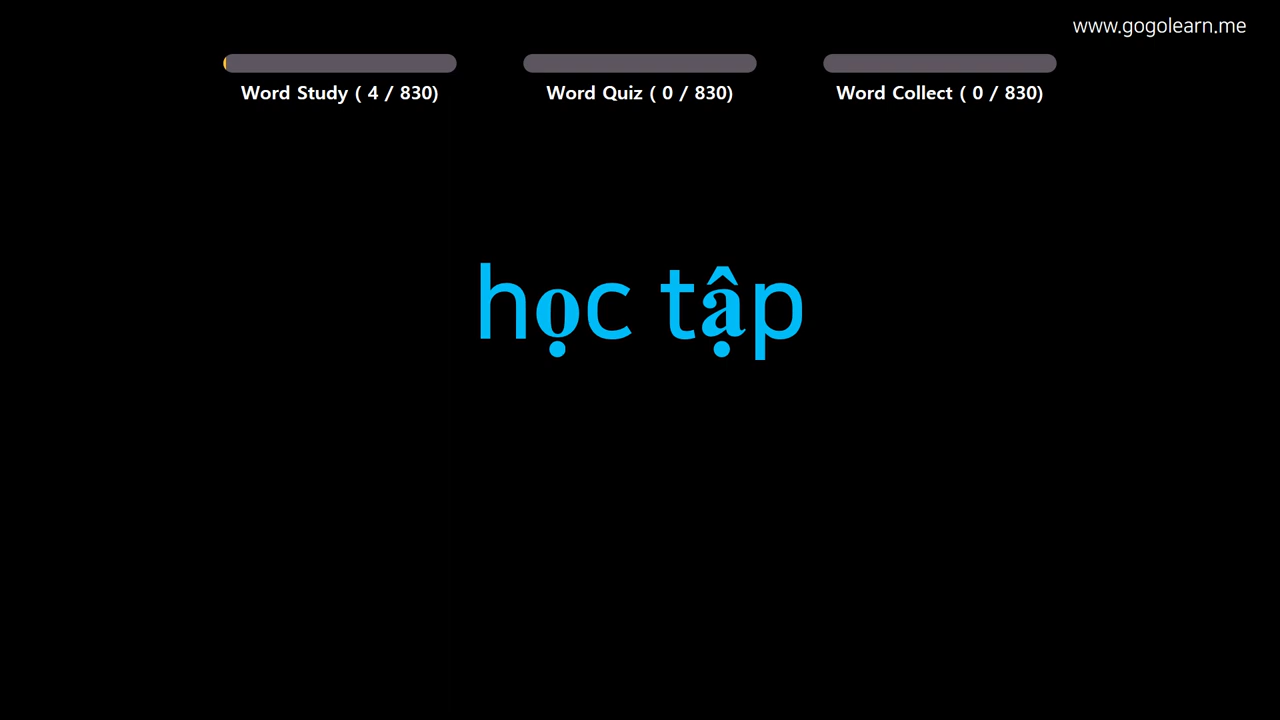 www.gogolearn.me
Word Study ( 4 / 830)
Word Quiz ( 0 / 830)
Word Collect ( 0 / 830)
học tập